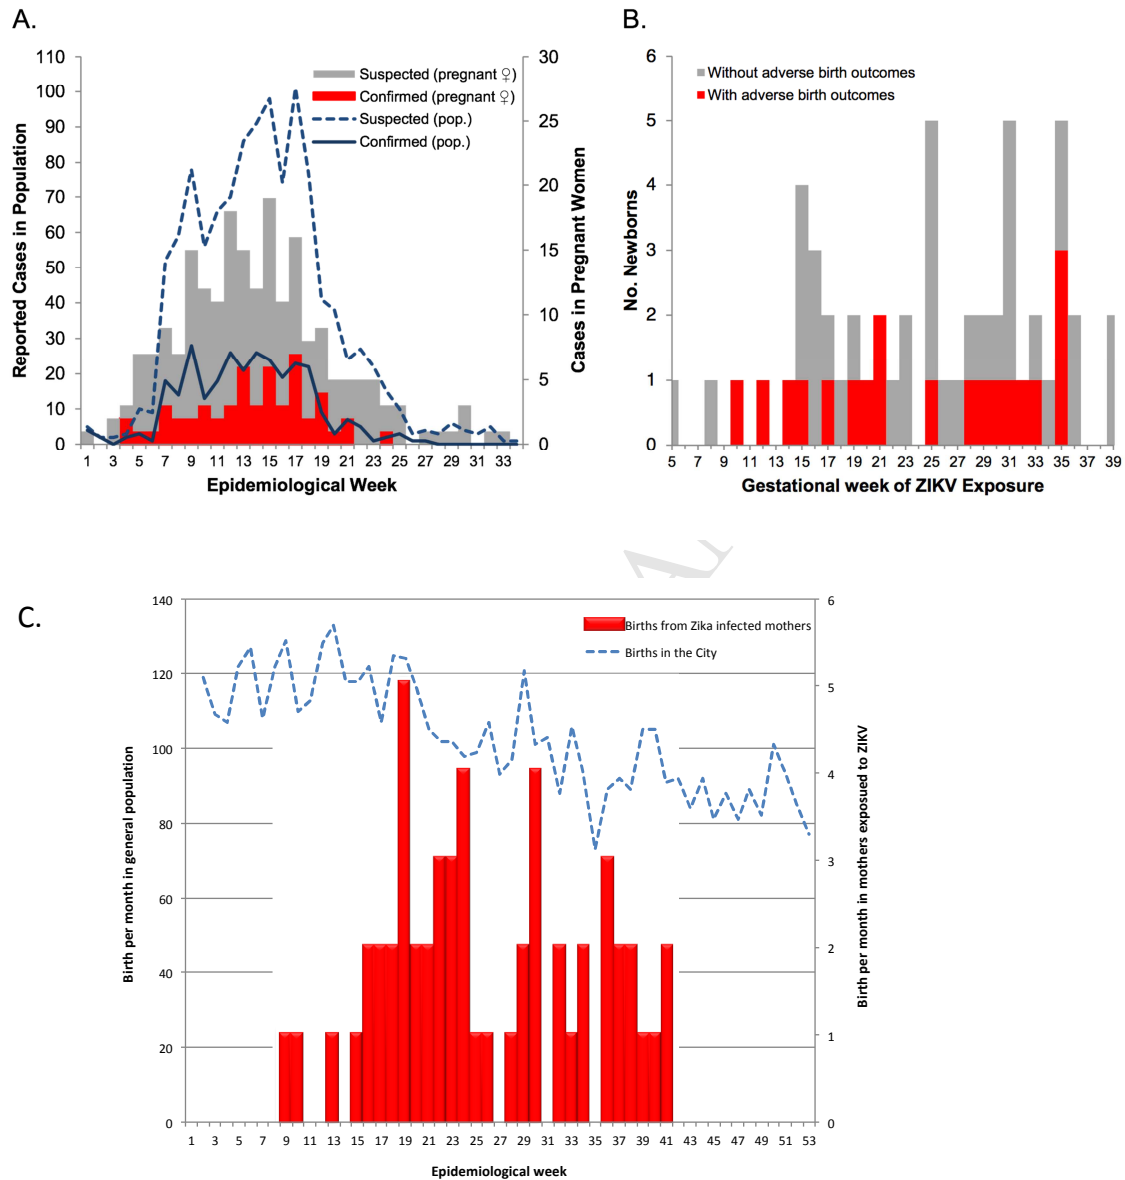 A.
B.
110
100
90
80
70
60
50
40
30
20
10
0
Reported Cases in Population
30
25
20
15
10
5
0
Cases in Pregnant Women
Suspected (pregnant ♀)
Confirmed (pregnant ♀)
Suspected (pop.)
Confirmed (pop.)
1 3 5 7 9 11 13 15 17 19 21 23 25 27 29 31 33
Epidemiological Week
6
5
4
3
2
1
0
No. Newborns
Without adverse birth outcomes
With adverse birth outcomes
5 7 9 11 13 15 17 19 21 23 25 27 29 31 33 35 37 39
Gestational week of ZIKV Exposure
C.
140
120
100
80
60
40
20
0
Birth per month in general population
6
5
4
3
2
1
0
Birth per month in mothers exposued to ZIKV
Births from Zika infected mothers
Births in the City
1 3 5 7 9 11 13 15 17 19 21 23 25 27 29 31 33 35 37 39 41 43 45 47 49 51 53
Epidemiological week